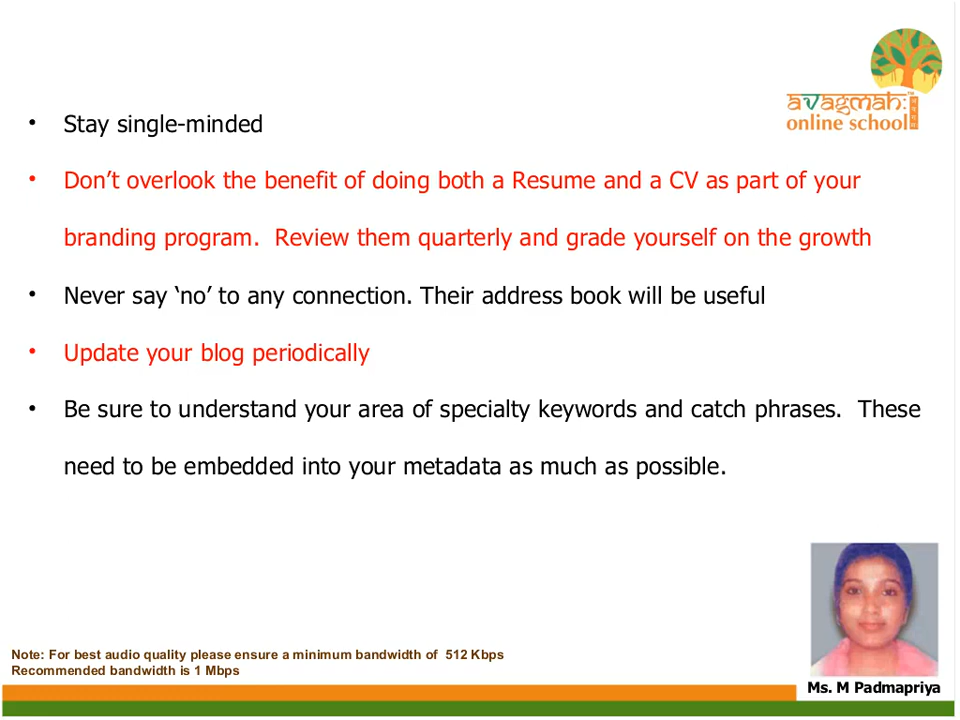 avagmah:
online school
• Stay single-minded
• Don’t overlook the benefit of doing both a Resume and a CV as part of your
branding program.  Review them quarterly and grade yourself on the growth
• Never say ‘no’ to any connection. Their address book will be useful
• Update your blog periodically
• Be sure to understand your area of specialty keywords and catch phrases.  These
need to be embedded into your metadata as much as possible.
Note: For best audio quality please ensure a minimum bandwidth of  512 Kbps
Recommended bandwidth is 1 Mbps
Ms. M Padmapriya